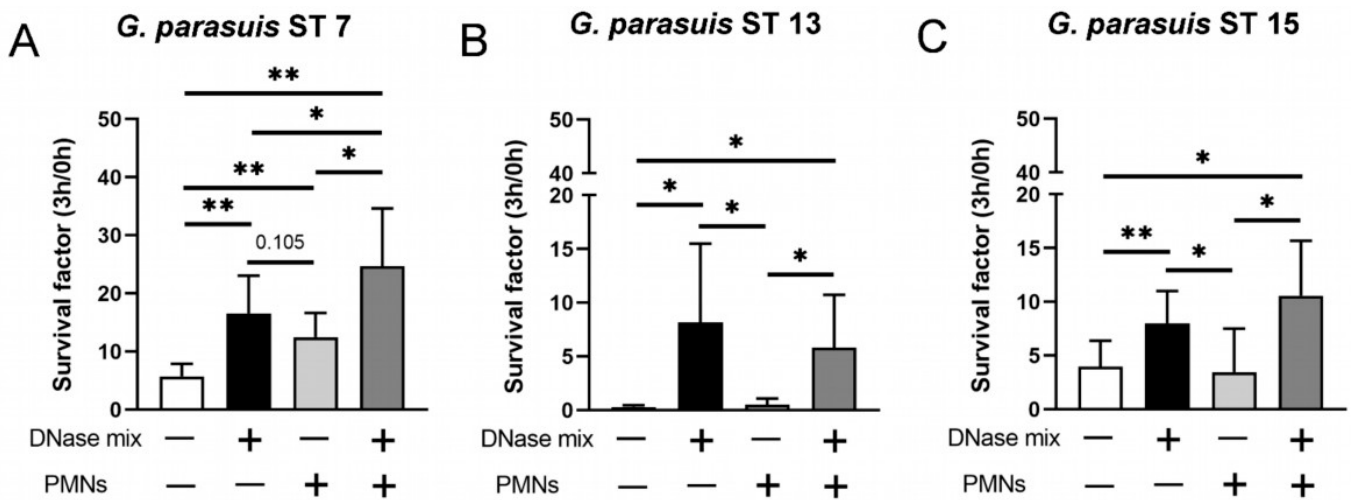 A
G. parasuis ST 7
**
*
**
*
**
0.105
50
40
30
20
10
0
Survival factor (3h/0h)
DNase mix — + — +
PMNs — — + +
B
G. parasuis ST 13
*
*
*
*
50
40
20
15
10
5
0
Survival factor (3h/0h)
DNase mix — + — +
PMNs — — + +
C
G. parasuis ST 15
*
*
**
*
50
40
20
15
10
5
0
Survival factor (3h/0h)
DNase mix — + — +
PMNs — — + +